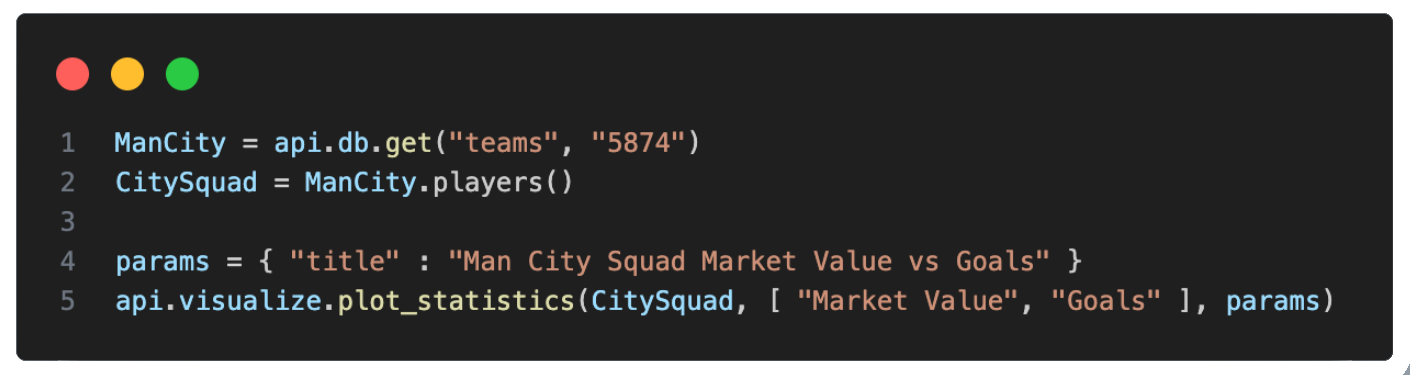 1 ManCity = api.db.get("teams", "5874")
2 CitySquad = ManCity.players()
3
4 params = { "title" : "Man City Squad Market Value vs Goals" }
5 api.visualize.plot_statistics(CitySquad, [ "Market Value", "Goals" ], params)